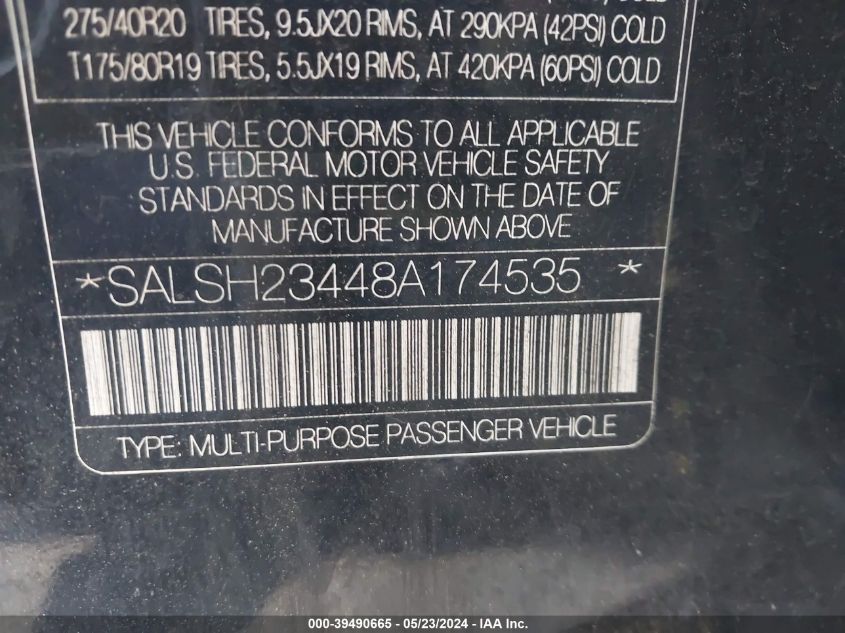 COLD
275/40R20 TIRES, 9.5JX20 RIMS, AT 290KPA (42PSI) COLD
T175/80R19 TIRES, 5.5JX19 RIMS, AT 420KPA (60PSI) COLD
THIS VEHICLE CONFORMS TO ALL APPLICABLE
U.S. FEDERAL MOTOR VEHICLE SAFETY
STANDARDS IN EFFECT ON THE DATE OF
MANUFACTURE SHOWN ABOVE
*SALSH23448A174535 *
TYPE: MULTI-PURPOSE PASSENGER VEHICLE
000-39490665 - 05/23/2024 - IAA Inc.